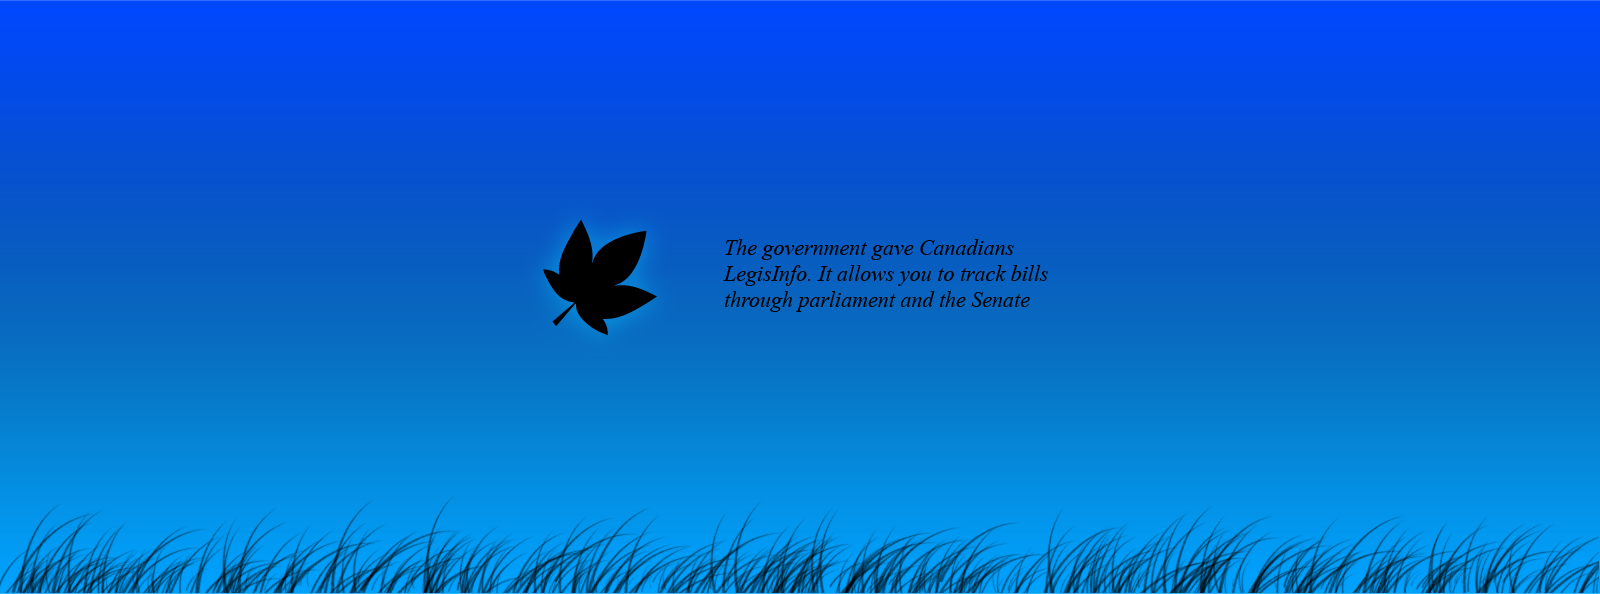 The government gave Canadians
LegisInfo. It allows you to track bills
through parliament and the Senate